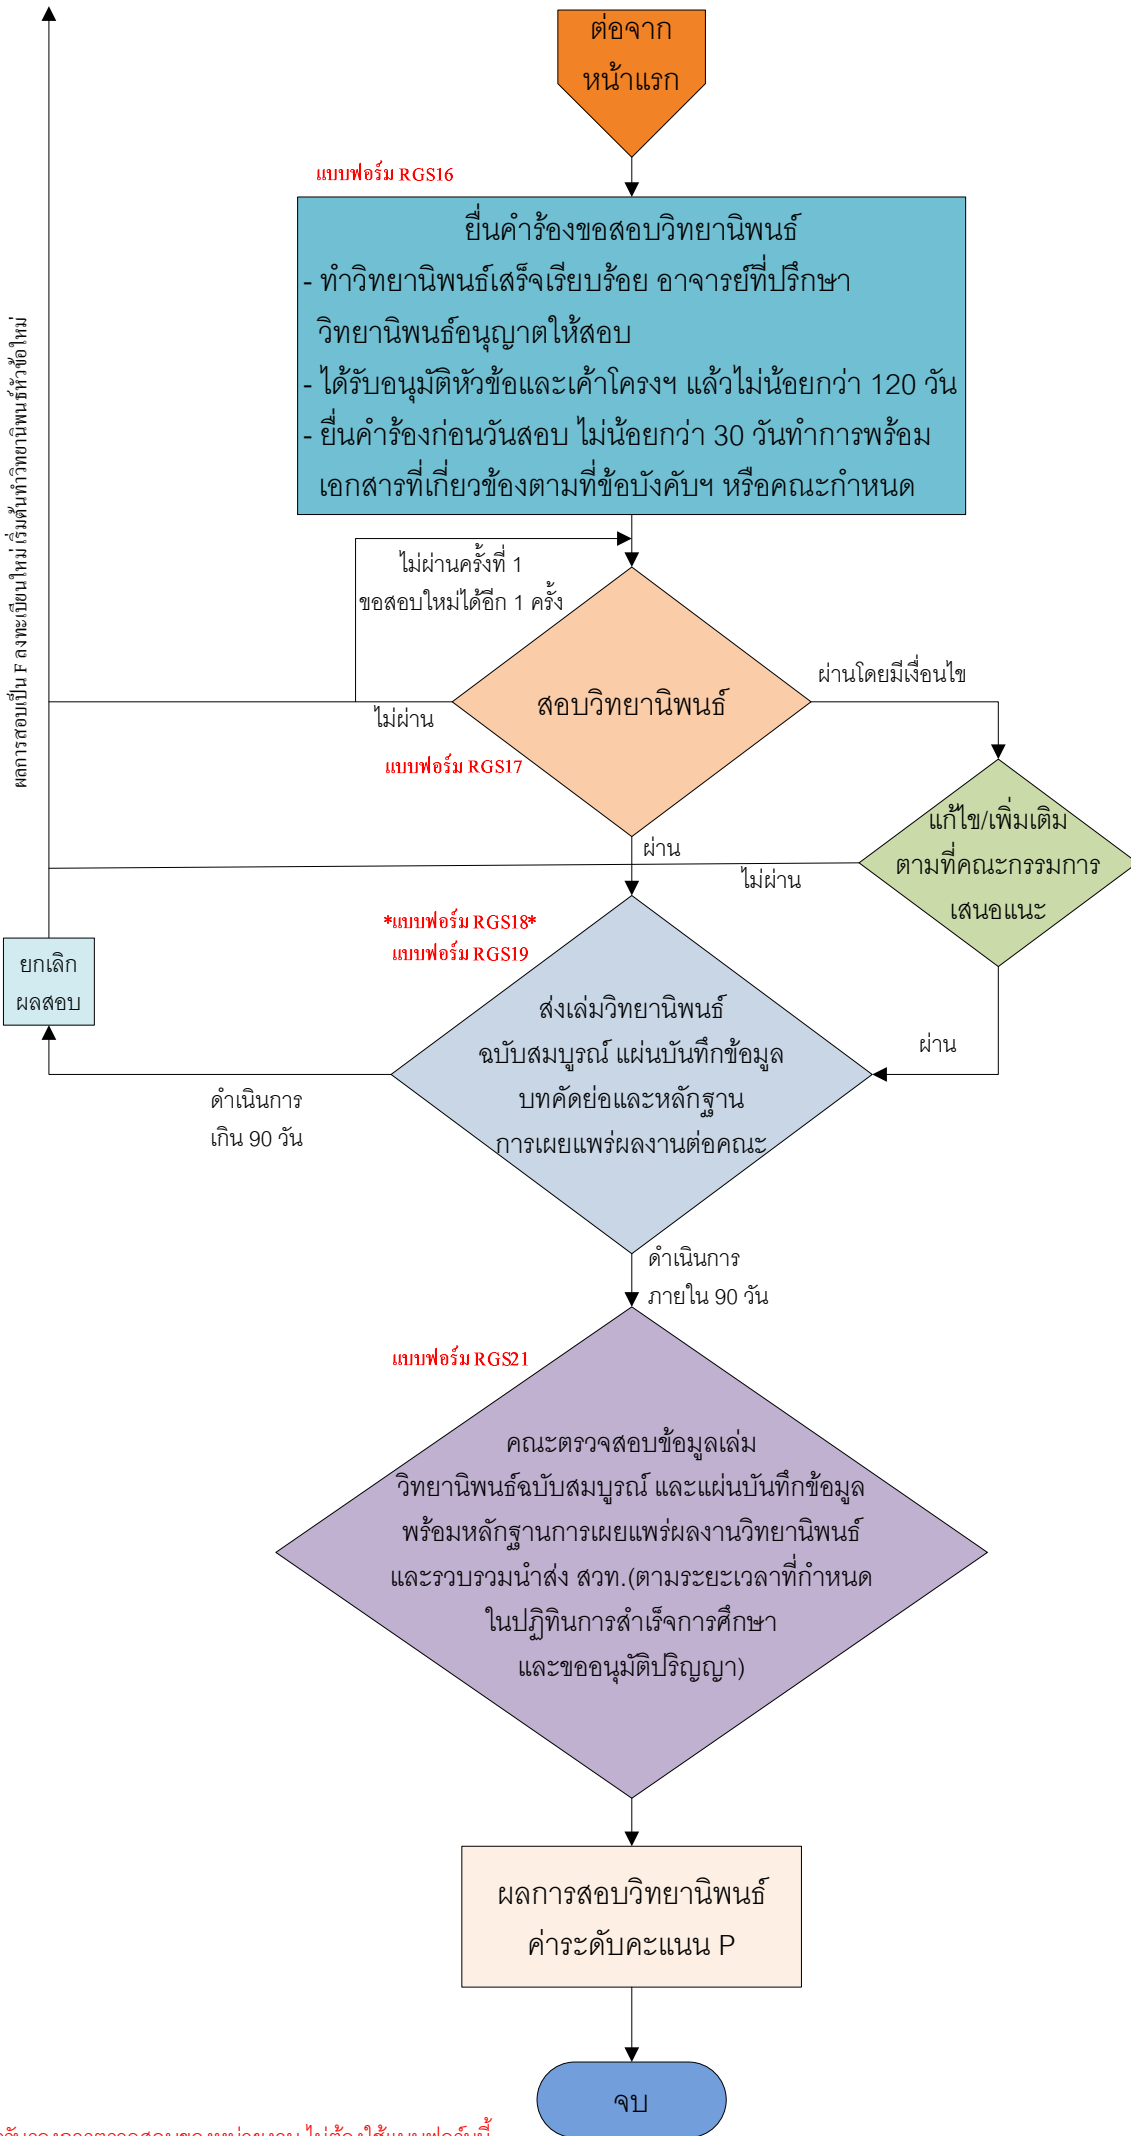 ต่อจาก
หน้าแรก
แบบฟอร์ม RGS16
ยื่นคำร้องขอสอบวิทยานิพนธ์
- ทำวิทยานิพนธ์เสร็จเรียบร้อย อาจารย์ที่ปรึกษา
วิทยานิพนธ์อนุญาตให้สอบ
- ได้รับอนุมัติหัวข้อและเค้าโครงฯ แล้วไม่น้อยกว่า 120 วัน
- ยื่นคำร้องก่อนวันสอบ ไม่น้อยกว่า 30 วันทำการพร้อม
เอกสารที่เกี่ยวข้องตามที่ข้อบังคับฯ หรือคณะกำหนด
ผลการสอบเป็น F ลงทะเบียนใหม่ เริ่มต้นทำวิทยานิพนธ์หัวข้อใหม่
ไม่ผ่านครั้งที่ 1
ขอสอบใหม่ได้อีก 1 ครั้ง
สอบวิทยานิพนธ์
ผ่านโดยมีเงื่อนไข
ไม่ผ่าน
แบบฟอร์ม RGS17
แก้ไข/เพิ่มเติม
ตามที่คณะกรรมการ
เสนอแนะ
ผ่าน
ไม่ผ่าน
*แบบฟอร์ม RGS18*
แบบฟอร์ม RGS19
ยกเลิก
ผลสอบ
ส่งเล่มวิทยานิพนธ์
ฉบับสมบูรณ์ แผ่นบันทึกข้อมูล
บทคัดย่อและหลักฐาน
การเผยแพร่ผลงานต่อคณะ
ผ่าน
ดำเนินการ
เกิน 90 วัน
ดำเนินการ
ภายใน 90 วัน
แบบฟอร์ม RGS21
คณะตรวจสอบข้อมูลเล่ม
วิทยานิพนธ์ฉบับสมบูรณ์ และแผ่นบันทึกข้อมูล
พร้อมหลักฐานการเผยแพร่ผลงานวิทยานิพนธ์
และรวบรวมนำส่ง สวท.(ตามระยะเวลาที่กำหนด
ในปฏิทินการสำเร็จการศึกษา
และขออนุมัติปริญญา)
ผลการสอบวิทยานิพนธ์
ค่าระดับคะแนน P
จบ